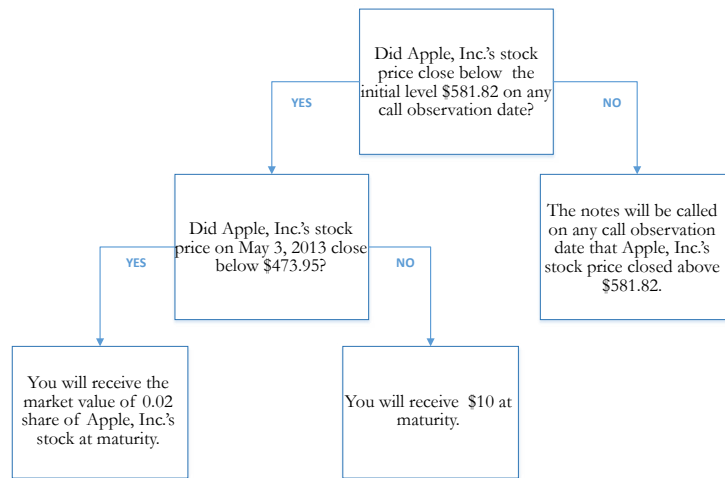 Did Apple, Inc.'s stock
price close below the
initial level $581.82 on any
call observation date?
YES
NO
Did Apple, Inc.'s stock
price on May 3, 2013 close
below $473.95?
The notes will be called
on any call observation
date that Apple, Inc.'s
stock price closed above
$581.82.
YES
NO
You will receive the
market value of 0.02
share of Apple, Inc.'s
stock at maturity.
You will receive $10 at
maturity.